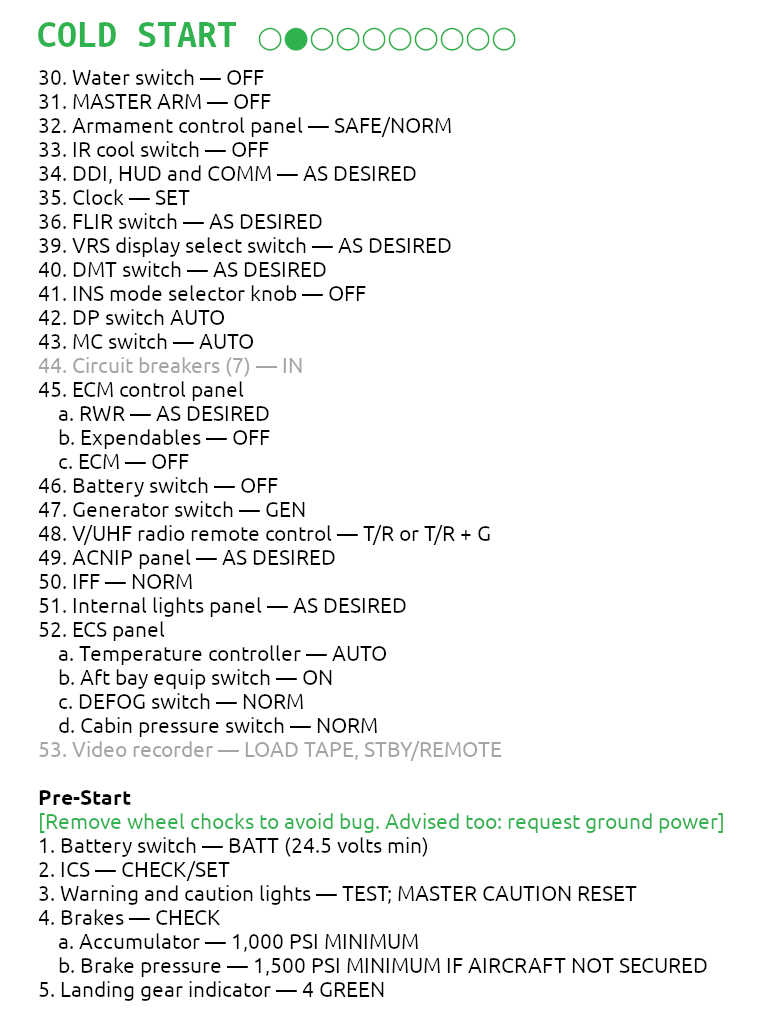 COLD START ○●○○○○○○○○
30. Water switch — OFF
31. MASTER ARM — OFF
32. Armament control panel — SAFE/NORM
33. IR cool switch — OFF
34. DDI, HUD and COMM — AS DESIRED
35. Clock — SET
36. FLIR switch — AS DESIRED
39. VRS display select switch — AS DESIRED
40. DMT switch — AS DESIRED
41. INS mode selector knob — OFF
42. DP switch AUTO
43. MC switch — AUTO
44. Circuit breakers (7) — IN
45. ECM control panel
a. RWR — AS DESIRED
b. Expendables — OFF
c. ECM — OFF
46. Battery switch — OFF
47. Generator switch — GEN
48. V/UHF radio remote control — T/R or T/R + G
49. ACNIP panel — AS DESIRED
50. IFF — NORM
51. Internal lights panel — AS DESIRED
52. ECS panel
a. Temperature controller — AUTO
b. Aft bay equip switch — ON
c. DEFOG switch — NORM
d. Cabin pressure switch — NORM
53. Video recorder — LOAD TAPE, STBY/REMOTE
Pre-Start
[Remove wheel chocks to avoid bug. Advised too: request ground power]
1. Battery switch — BATT (24.5 volts min)
2. ICS — CHECK/SET
3. Warning and caution lights — TEST; MASTER CAUTION RESET
4. Brakes — CHECK
a. Accumulator — 1,000 PSI MINIMUM
b. Brake pressure — 1,500 PSI MINIMUM IF AIRCRAFT NOT SECURED
5. Landing gear indicator — 4 GREEN